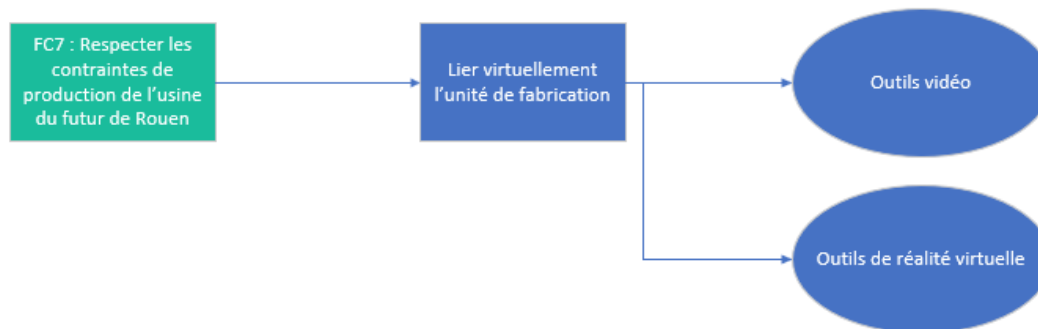 FC7 : Respecter les
contraintes de
production de l’usine
du futur de Rouen
Lier virtuellement
l’unité de fabrication
Outils vidéo
Outils de réalité virtuelle